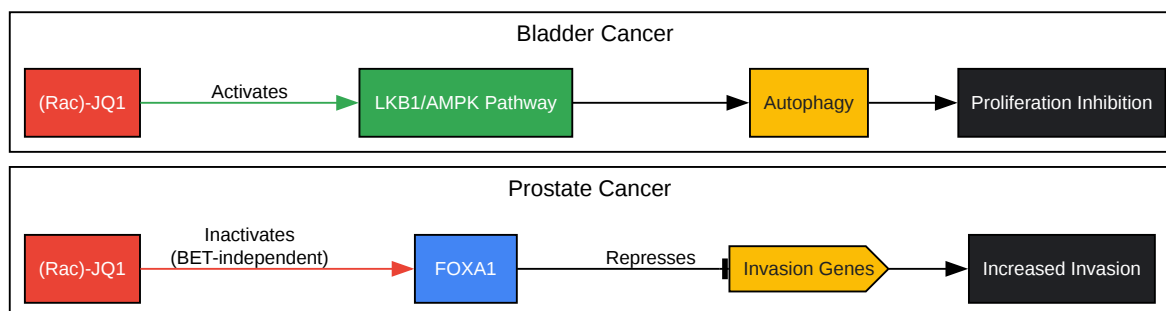 Bladder Cancer
(Rac)-JQ1
Activates
LKB1/AMPK Pathway
Autophagy
Proliferation Inhibition
Prostate Cancer
(Rac)-JQ1
Inactivates
(BET-independent)
FOXA1
Represses
Invasion Genes
Increased Invasion